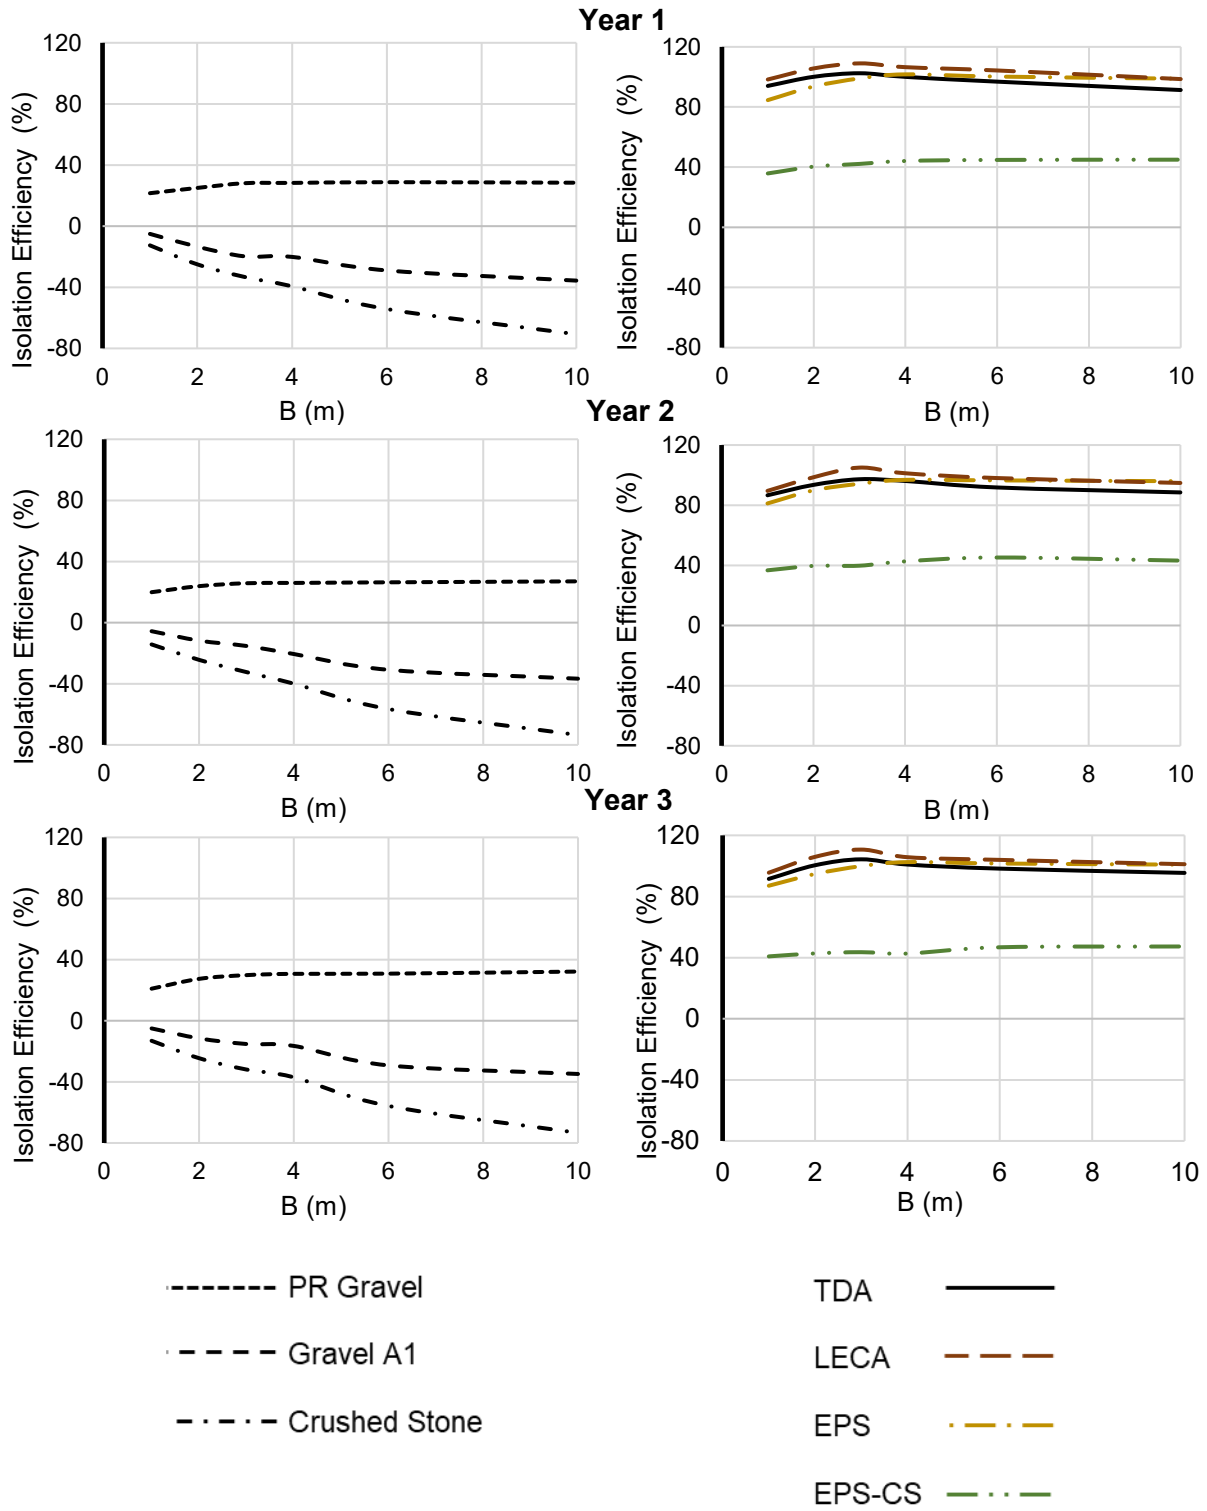 Year 1
Isolation Efficiency (%)
120
80
40
0
-40
-80
0 2 4 6 8 10
B (m)
Isolation Efficiency (%)
120
80
40
0
-40
-80
0 2 4 6 8 10
B (m)
Year 2
Isolation Efficiency (%)
120
80
40
0
-40
-80
0 2 4 6 8 10
B (m)
Isolation Efficiency (%)
120
80
40
0
-40
-80
0 2 4 6 8 10
B (m)
Year 3
Isolation Efficiency (%)
120
80
40
0
-40
-80
0 2 4 6 8 10
B (m)
Isolation Efficiency (%)
120
80
40
0
-40
-80
0 2 4 6 8 10
B (m)
PR Gravel
Gravel A1
Crushed Stone
TDA
LECA
EPS
EPS-CS